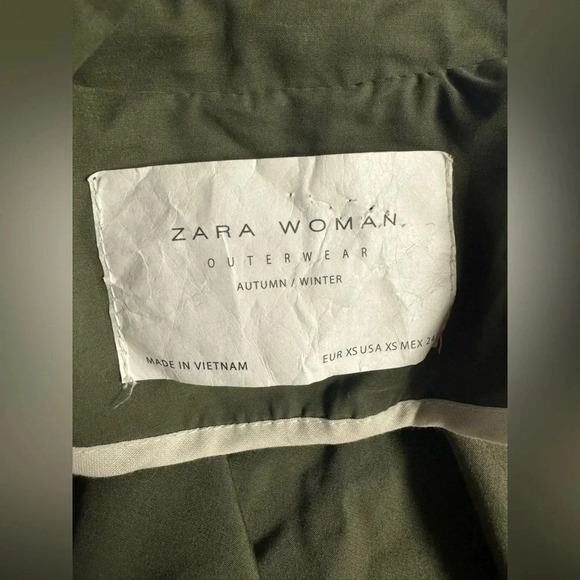 ZARA WOMAN
OUTERWEAR
AUTUMN / WINTER
MADE IN VIETNAM
EUR XS USA XS MEX